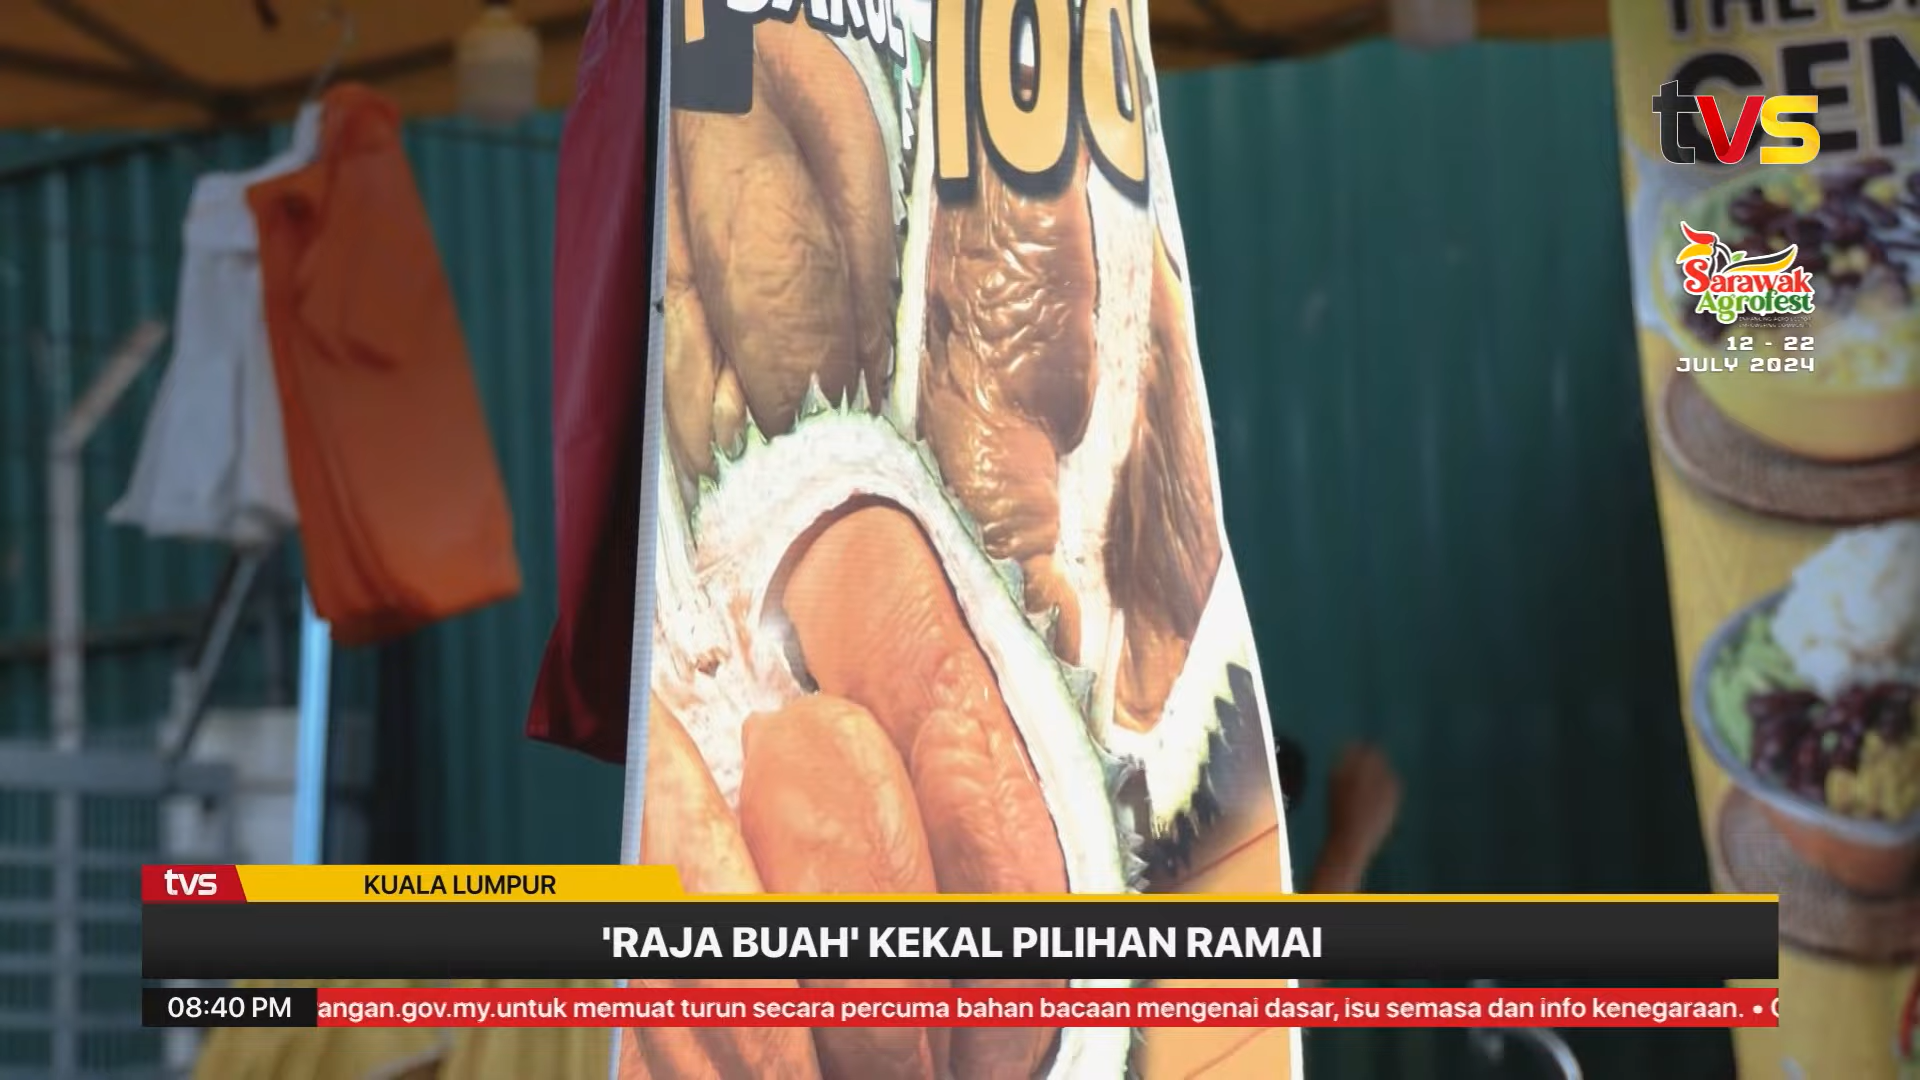 100
tvs
Sarawak
Agrofest
12 - 22
JULY 2024
tvs
KUALA LUMPUR
'RAJA BUAH' KEKAL PILIHAN RAMAI
08:40 PM
angan.gov.my.untuk memuat turun secara percuma bahan bacaan mengenai dasar, isu semasa dan info kenegaraan. •